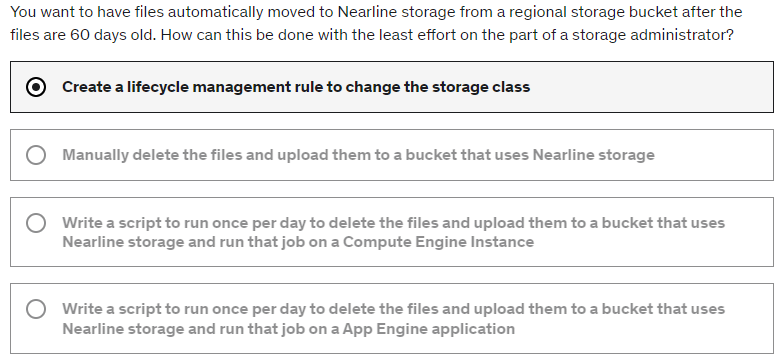 You want to have files automatically moved to Nearline storage from a regional storage bucket after the
files are 60 days old. How can this be done with the least effort on the part of a storage administrator?
Create a lifecycle management rule to change the storage class
Manually delete the files and upload them to a bucket that uses Nearline storage
Write a script to run once per day to delete the files and upload them to a bucket that uses
Nearline storage and run that job on a Compute Engine Instance
Write a script to run once per day to delete the files and upload them to a bucket that uses
Nearline storage and run that job on a App Engine application